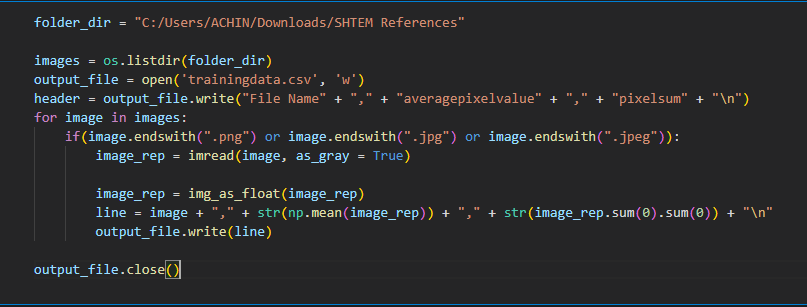 folder_dir = "C:/Users/ACHIN/Downloads/SHTEM References"
images = os.listdir(folder_dir)
output_file = open('trainingdata.csv', 'w')
header = output_file.write("File Name" + "," + "averagepixelvalue" + "," + "pixelsum" + "\n")
for image in images:
    if(image.endswith(".png") or image.endswith(".jpg") or image.endswith(".jpeg")):
        image_rep = imread(image, as_gray = True)
        image_rep = img_as_float(image_rep)
        line = image + "," + str(np.mean(image_rep)) + "," + str(image_rep.sum(0).sum(0)) + "\n"
        output_file.write(line)
output_file.close()